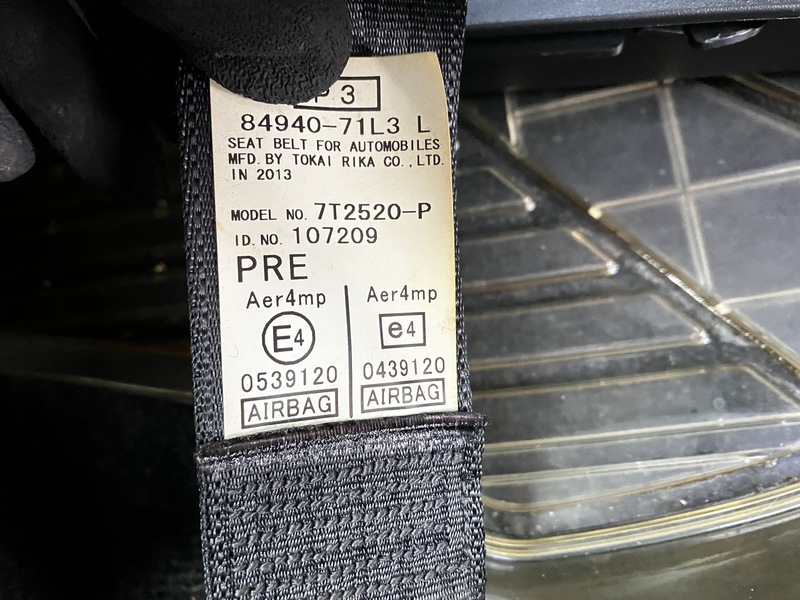 P 3
84940-71L3 L
SEAT BELT FOR AUTOMOBILES
MFD. BY TOKAI RIKA CO., LTD.
IN 2013
MODEL NO. 7T2520-P
ID. NO. 107209
PRE
Aer4mp
E4
0539120
AIRBAG
Aer4mp
e4
0439120
AIRBAG